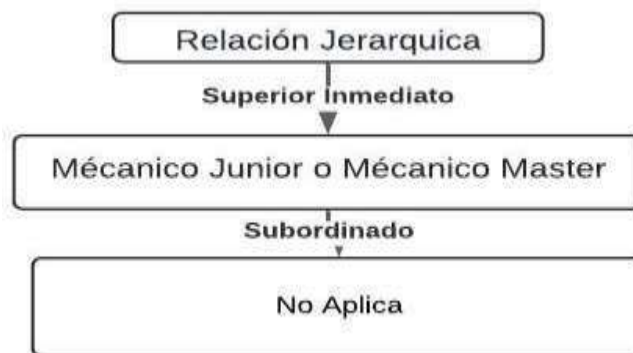 Relación Jerarquica
Superior Inmediato
Mécanico Junior o Mécanico Master
Subordinado
No Aplica